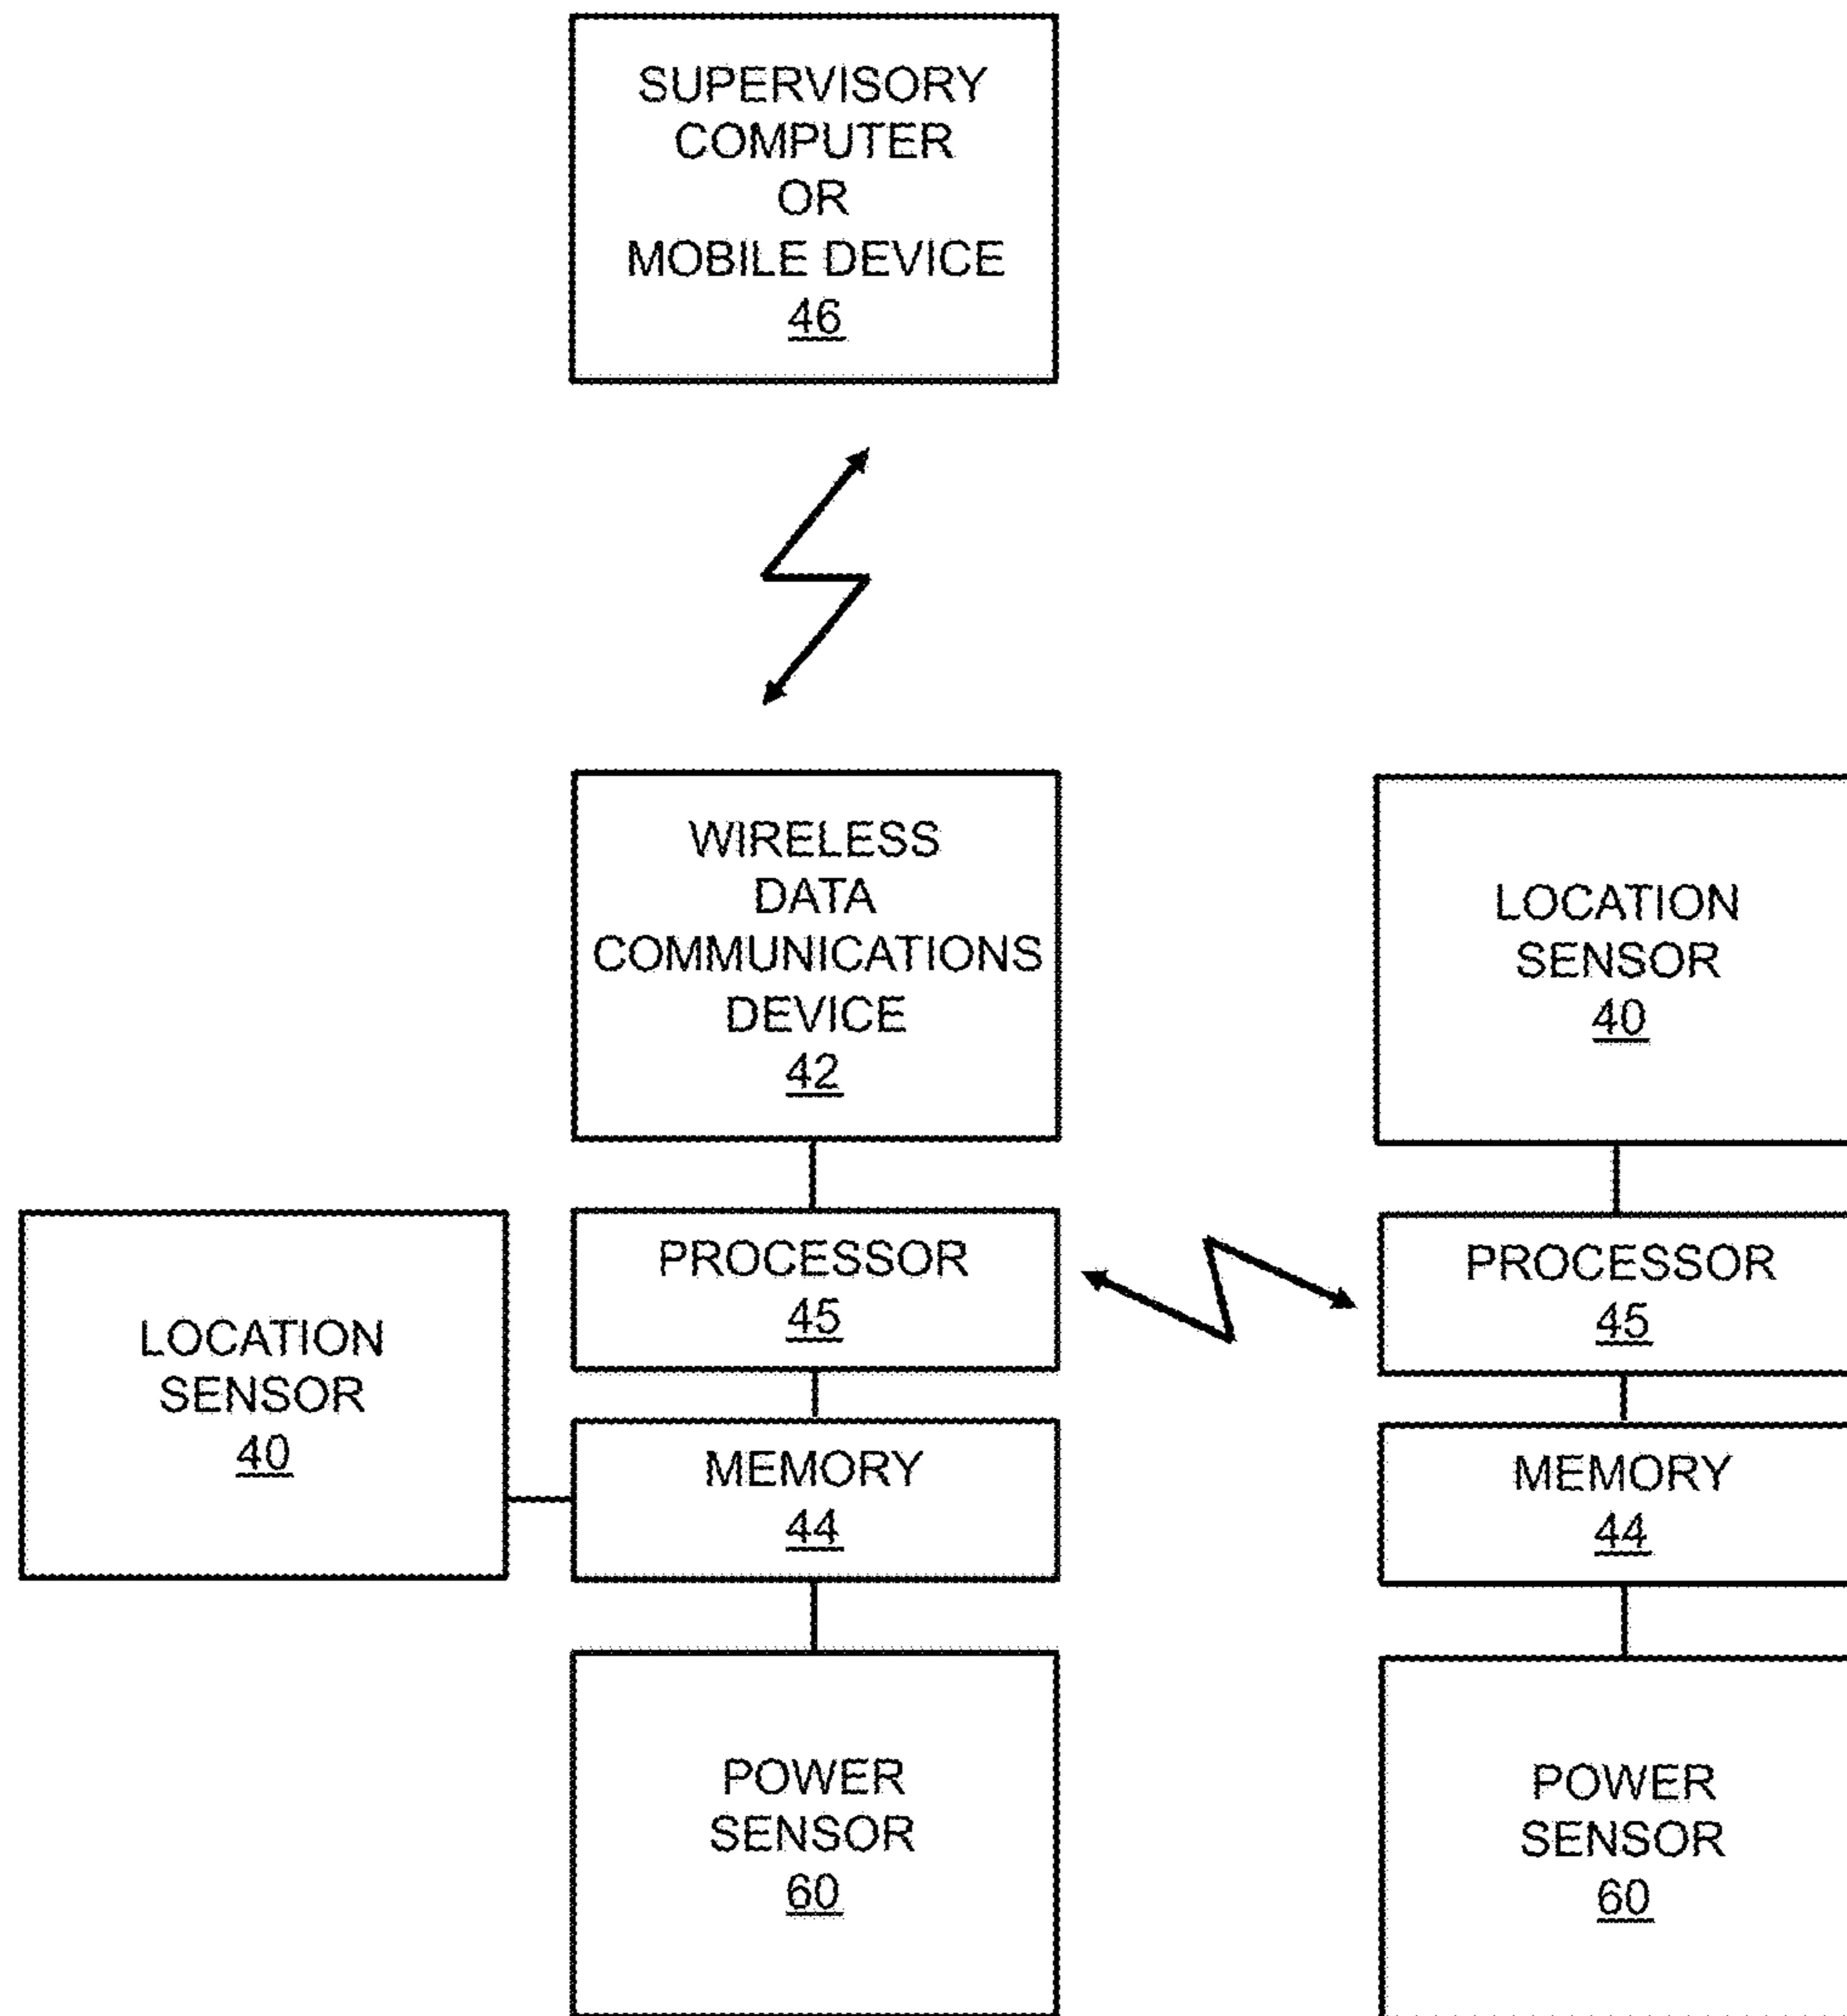 SUPERVISORY
COMPUTER
OR
MOBILE DEVICE
46
WIRELESS
DATA
COMMUNICATIONS
DEVICE
42
LOCATION
SENSOR
40
PROCESSOR
45
PROCESSOR
45
LOCATION
SENSOR
40
MEMORY
44
MEMORY
44
POWER
SENSOR
60
POWER
SENSOR
60